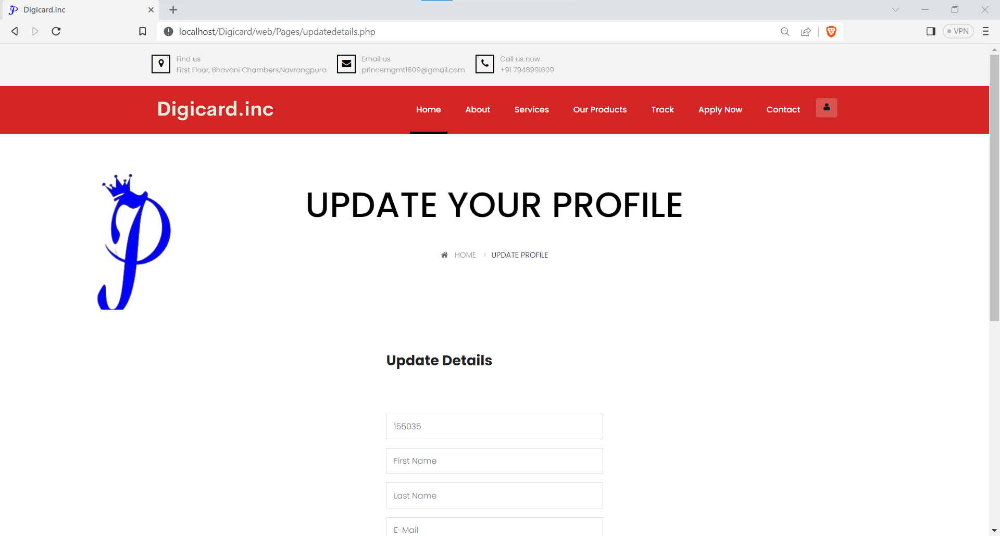 Digicard.inc
localhost/Digicard/web/Pages/updatedetails.php
VPN
Find us
First Floor, Bhavani Chambers,Navrangpura
Email us
princemgmt1609@gmail.com
Call us now
+91 7948991609
Digicard.inc
Home About Services Our Products Track Apply Now Contact
UPDATE YOUR PROFILE
HOME > UPDATE PROFILE
Update Details
155035
First Name
Last Name
E-Mail